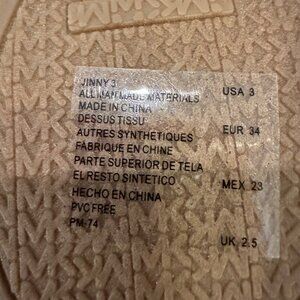 JINNY 3
ALL MAN MADE MATERIALS
MADE IN CHINA
DESSUS TISSU
AUTRES SYNTHETIQUES
FABRIQUE EN CHINE
PARTE SUPERIOR DE TELA
EL RESTO SINTETICO
HECHO EN CHINA
PVC FREE
PM-74
USA 3
EUR 34
MEX 23
UK 2.5